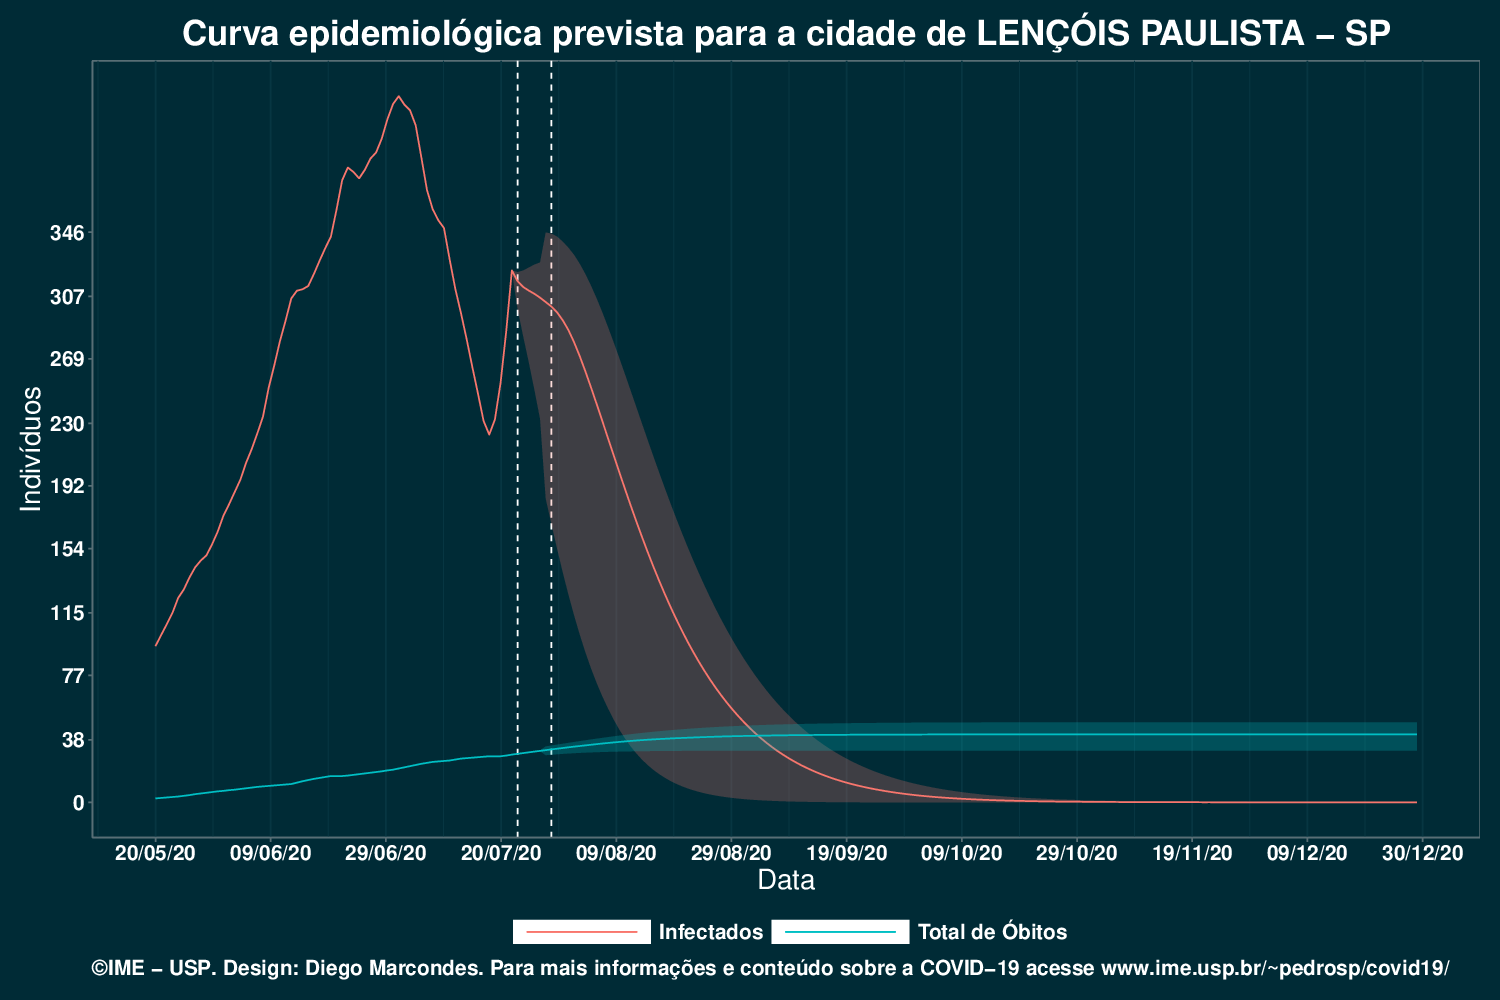 Curva epidemiológica prevista para a cidade de LENÇÓIS PAULISTA − SP
Indivíduos
346
307
269
230
192
154
115
77
38
0
20/05/20 09/06/20 29/06/20 20/07/20 09/08/20 29/08/20 19/09/20 09/10/20 29/10/20 19/11/20 09/12/20 30/12/20
Data
Infectados Total de Óbitos
©IME − USP. Design: Diego Marcondes. Para mais informações e conteúdo sobre a COVID−19 acesse www.ime.usp.br/~pedrosp/covid19/